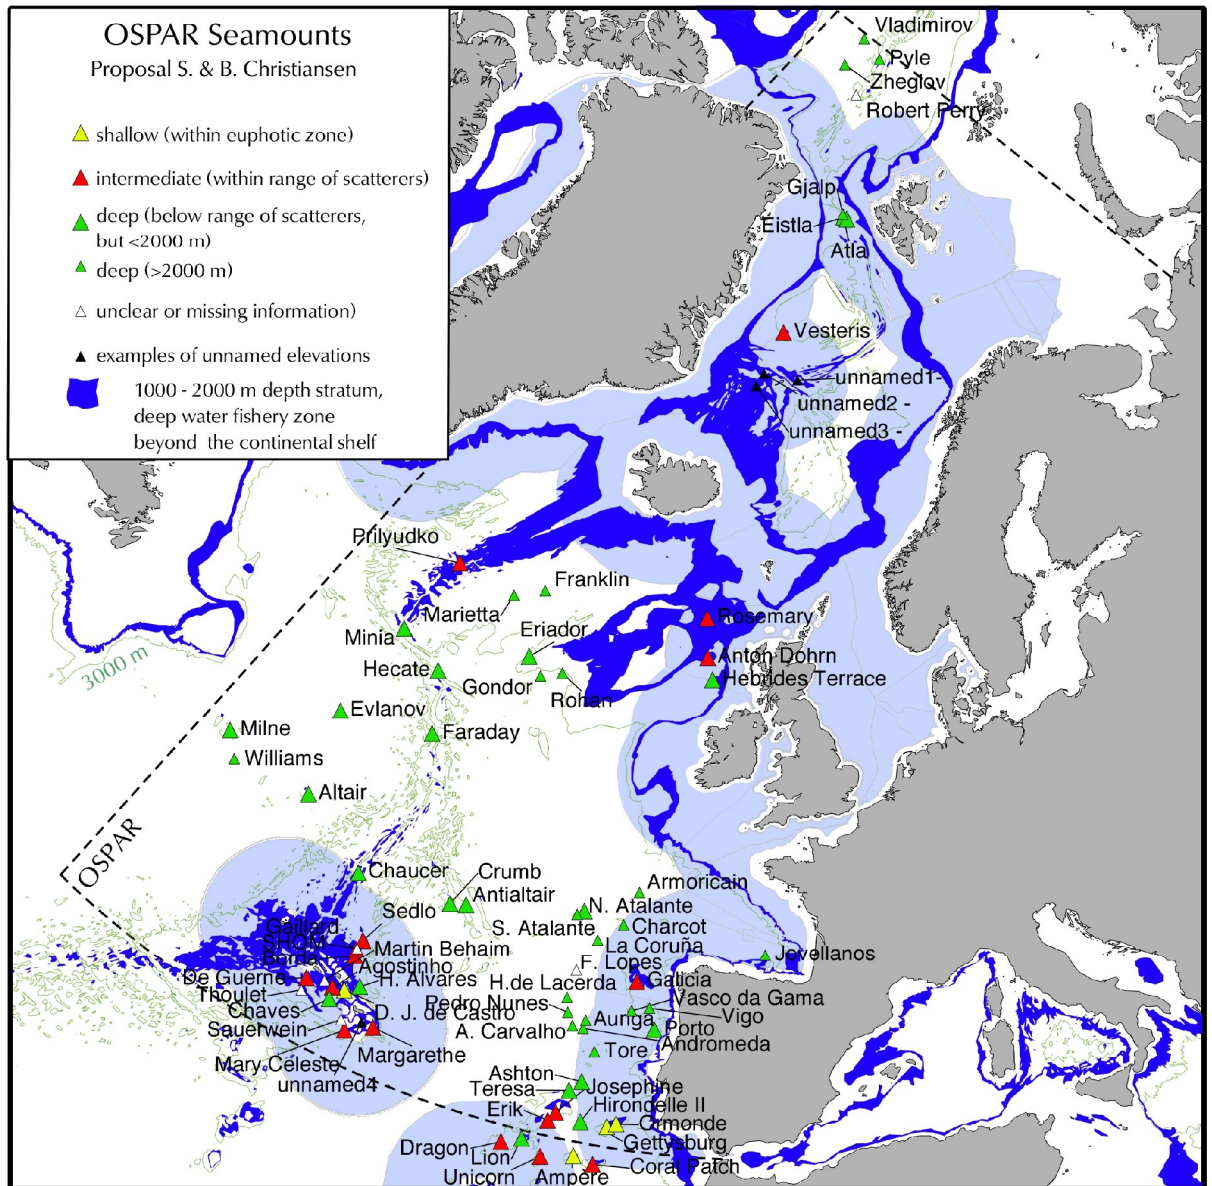 OSPAR Seamounts
Proposal S. & B. Christiansen
shallow (within euphotic zone)
intermediate (within range of scatterers)
deep (below range of scatterers,
but <2000 m)
deep (>2000 m)
unclear or missing information)
examples of unnamed elevations
1000 - 2000 m depth stratum,
deep water fishery zone
beyond the continental shelf
Vladimirov
Pyle
Zheglov
Robert Perry
Gjalp
Eistla
Atla
Vesteris
unnamed1-
unnamed2 -
unnamed3 -
Prilyudko
Franklin
Marietta
Minia
Eriador
Rosemary
Anton Dohrn
Hecate
Gondor
Rohan
Hebrides Terrace
3000 m
Evlanov
Milne
Faraday
Williams
Altair
OSPAR
Chaucer
Crumb
Antialtair
Sedlo
Armoricain
N. Atalante
S. Atalante
Charcot
La Coruña
Jovellanos
F. Lopes
Gaillard
SHOM
Martin Behaim
Borda
Agostinho
De Guerne
H. Alvares
H.de Lacerda
Galicia
Thoulet
Vasco da Gama
Chaves
D. J. de Castro
Pedro Nunes
Auriga
Vigo
Sauerwein
A. Carvalho
Porto
Andromeda
Margarethe
Tore
Mary Celeste
unnamed4
Ashton
Teresa
Josephine
Erik
Hirondelle II
Ormonde
Gettysburg
Dragon
Lion
Unicorn
Ampere
Coral Patch